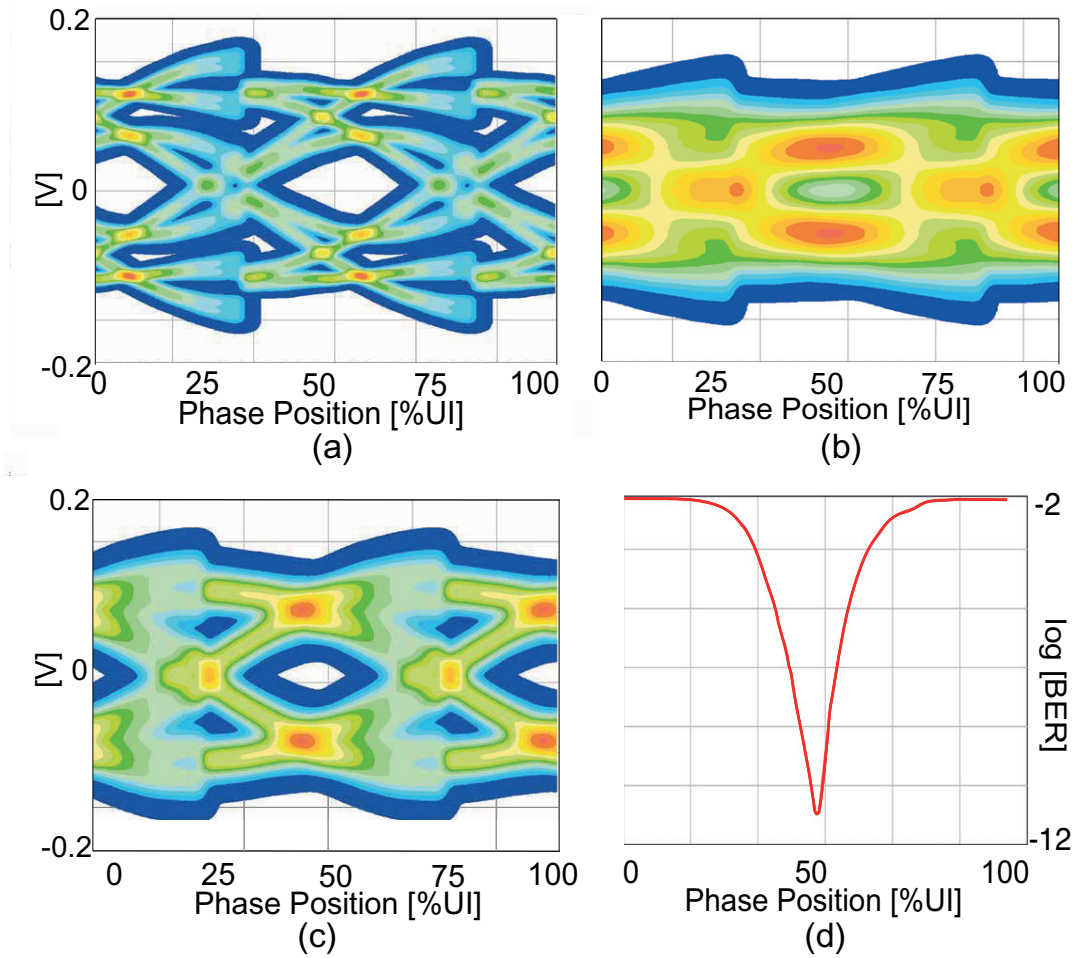 0.2
[V]
0
-0.2
0 25 50 75 100
Phase Position [%UI]
(a)
0 25 50 75 100
Phase Position [%UI]
(b)
0.2
[V]
0
-0.2
0 25 50 75 100
Phase Position [%UI]
(c)
-2
log [BER]
-12
0 50 100
Phase Position [%UI]
(d)